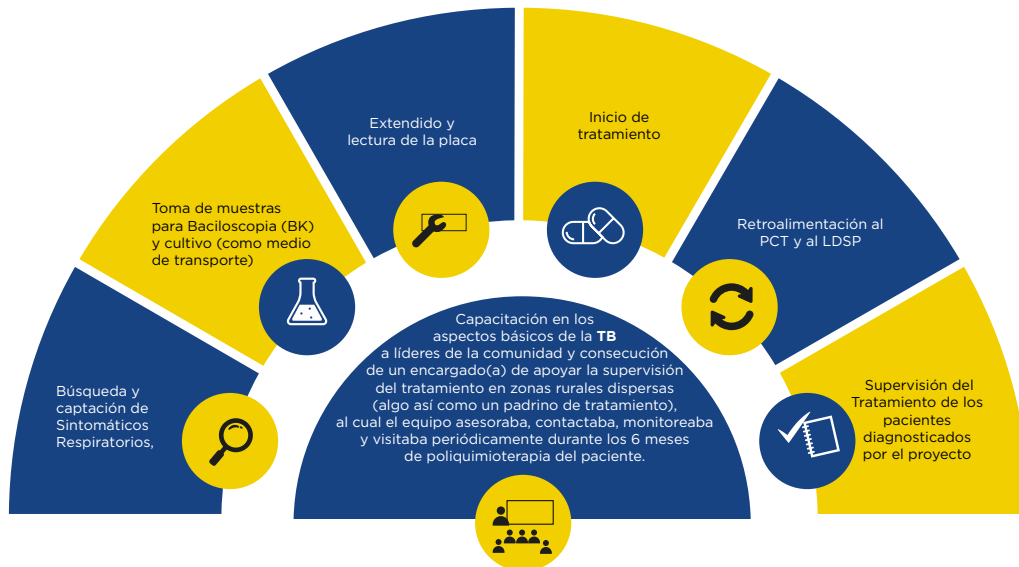 Búsqueda y
captación de
Sintomáticos
Respiratorios,
Toma de muestras
para Baciloscopia (BK)
y cultivo (como medio
de transporte)
Extendido y
lectura de la placa
Inicio de
tratamiento
Retroalimentación al
PCT y al LDSP
Supervisión del
Tratamiento de los
pacientes
diagnosticados
por el proyecto
Capacitación en los
aspectos básicos de la TB
a líderes de la comunidad y consecución
de un encargado(a) de apoyar la supervisión
del tratamiento en zonas rurales dispersas
(algo así como un padrino de tratamiento),
al cual el equipo asesoraba, contactaba, monitoreaba
y visitaba periódicamente durante los 6 meses
de poliquimioterapia del paciente.